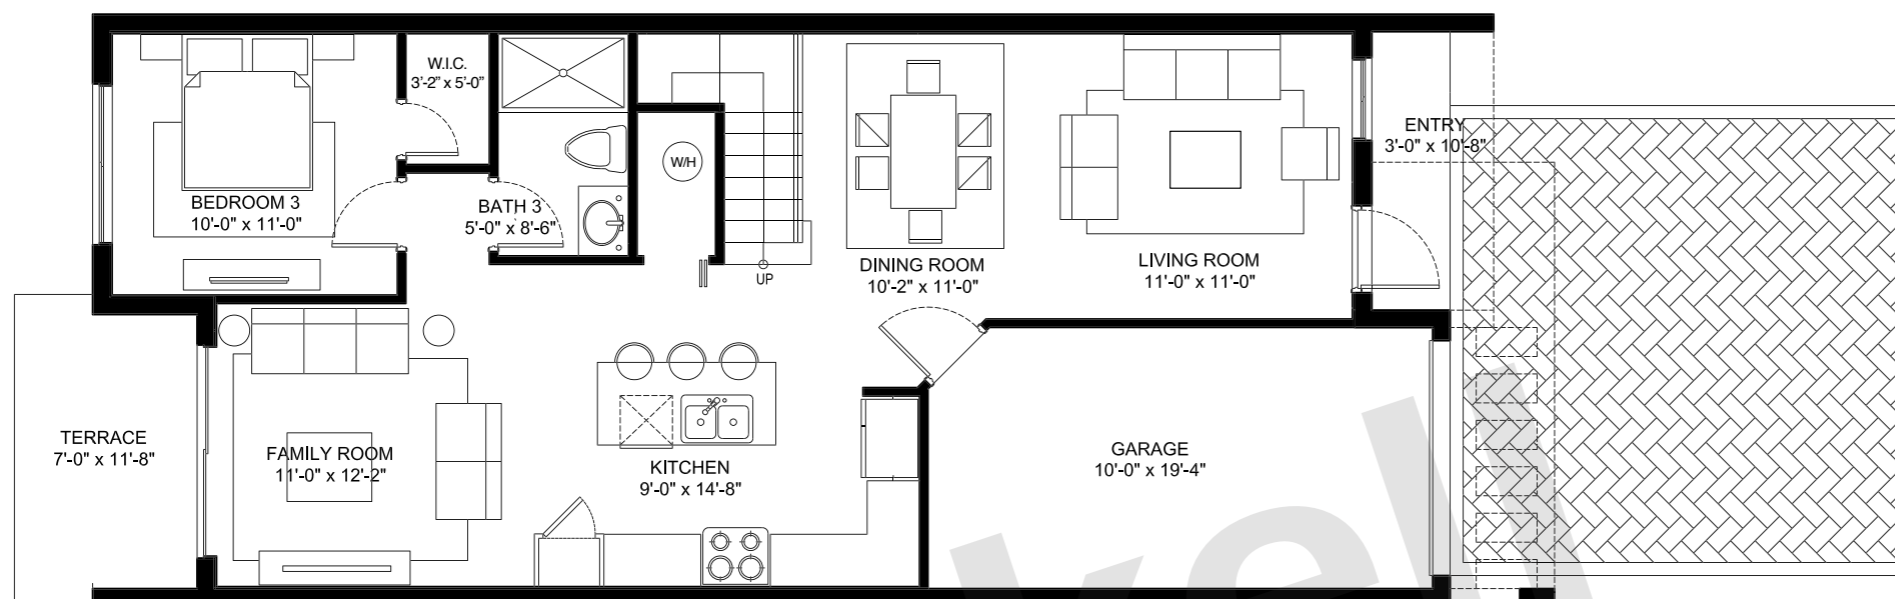 W.I.C.
3'-2" x 5'-0"
ENTRY
3'-0" x 10'-8"
W/H
BEDROOM 3
10'-0" x 11'-0"
BATH 3
5'-0" x 8'-6"
UP
DINING ROOM
10'-2" x 11'-0"
LIVING ROOM
11'-0" x 11'-0"
TERRACE
7'-0" x 11'-8"
FAMILY ROOM
11'-0" x 12'-2"
KITCHEN
9'-0" x 14'-8"
GARAGE
10'-0" x 19'-4"